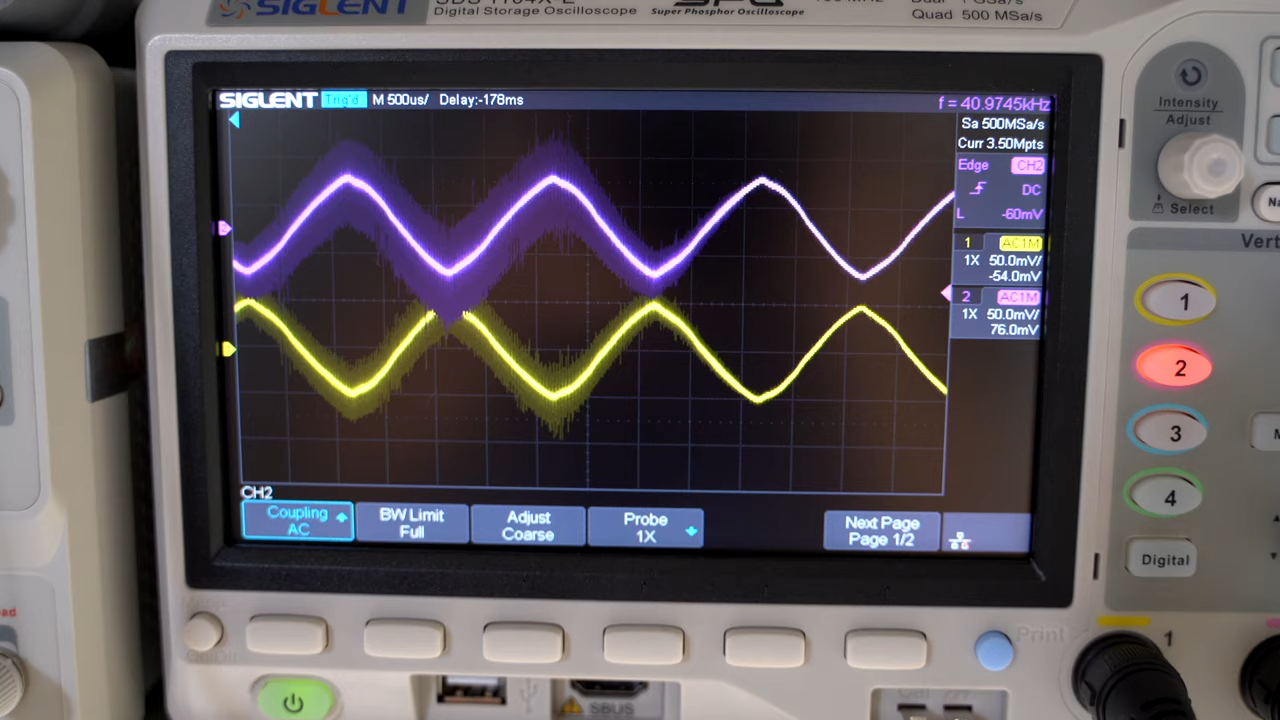 SIGLENT
Digital Storage Oscilloscope
Super Phosphor Oscilloscope
Quad 500 MSa/s
SIGLENT Trig'd M 500us/ Delay:-178ms
f = 40.9745kHz
Sa 500MSa/s
Curr 3.50Mpts
Edge CH2
DC
L -60mV
1 AC1M
1X 50.0mV/
-54.0mV
2 AC1M
1X 50.0mV/
76.0mV
CH2
Coupling
AC
BW Limit
Full
Adjust
Coarse
Probe
1X
Next Page
Page 1/2
Intensity
Adjust
Select
Vert
1
2
3
4
Digital
Print
1
SBUS